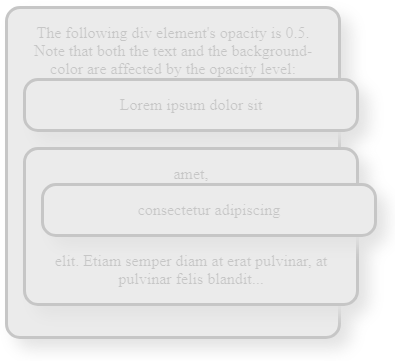 The following div element's opacity is 0.5.
Note that both the text and the background-
color are affected by the opacity level:
Lorem ipsum dolor sit
amet,
consectetur adipiscing
elit. Etiam semper diam at erat pulvinar, at
pulvinar felis blandit...